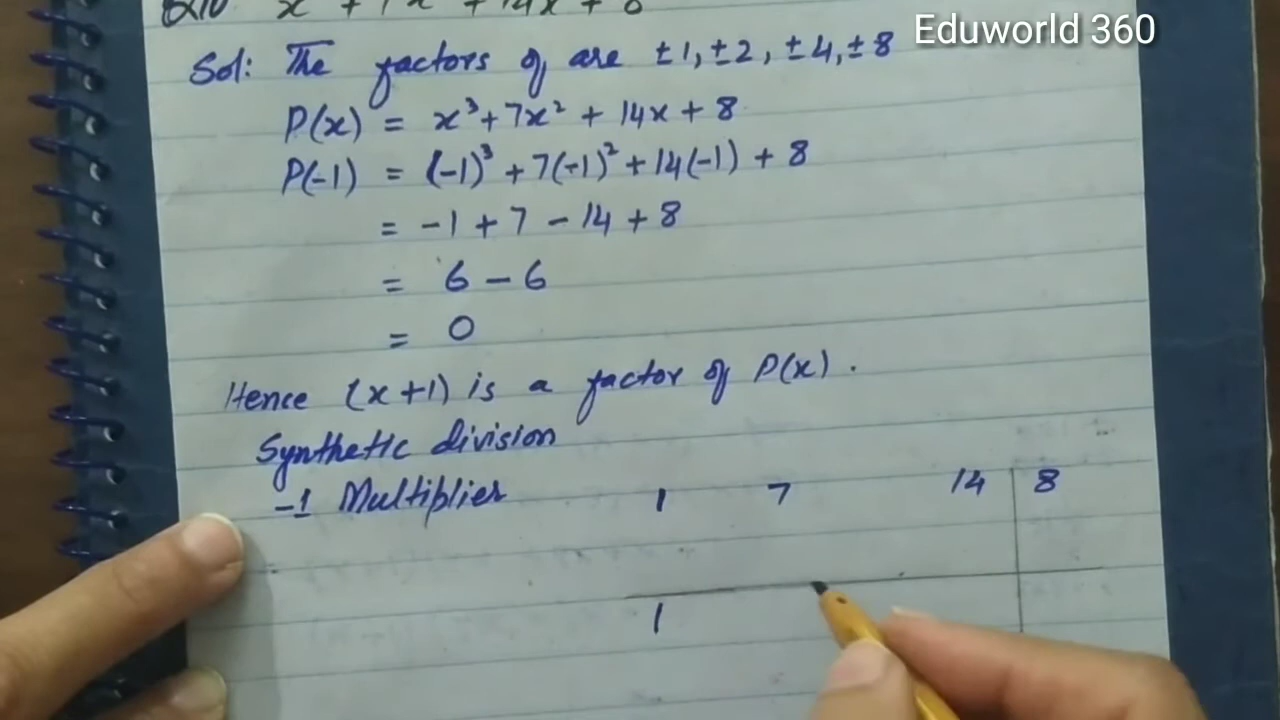 Eduworld 360
Sol: The factors of are ±1, ±2, ±4, ±8
P(x) = x³ + 7x² + 14x + 8
P(-1) = (-1)³ + 7(-1)² + 14(-1) + 8
= -1 + 7 - 14 + 8
= 6 - 6
= 0
Hence (x+1) is a factor of P(x).
Synthetic division
-1 Multiplier 1 7 14 8
1